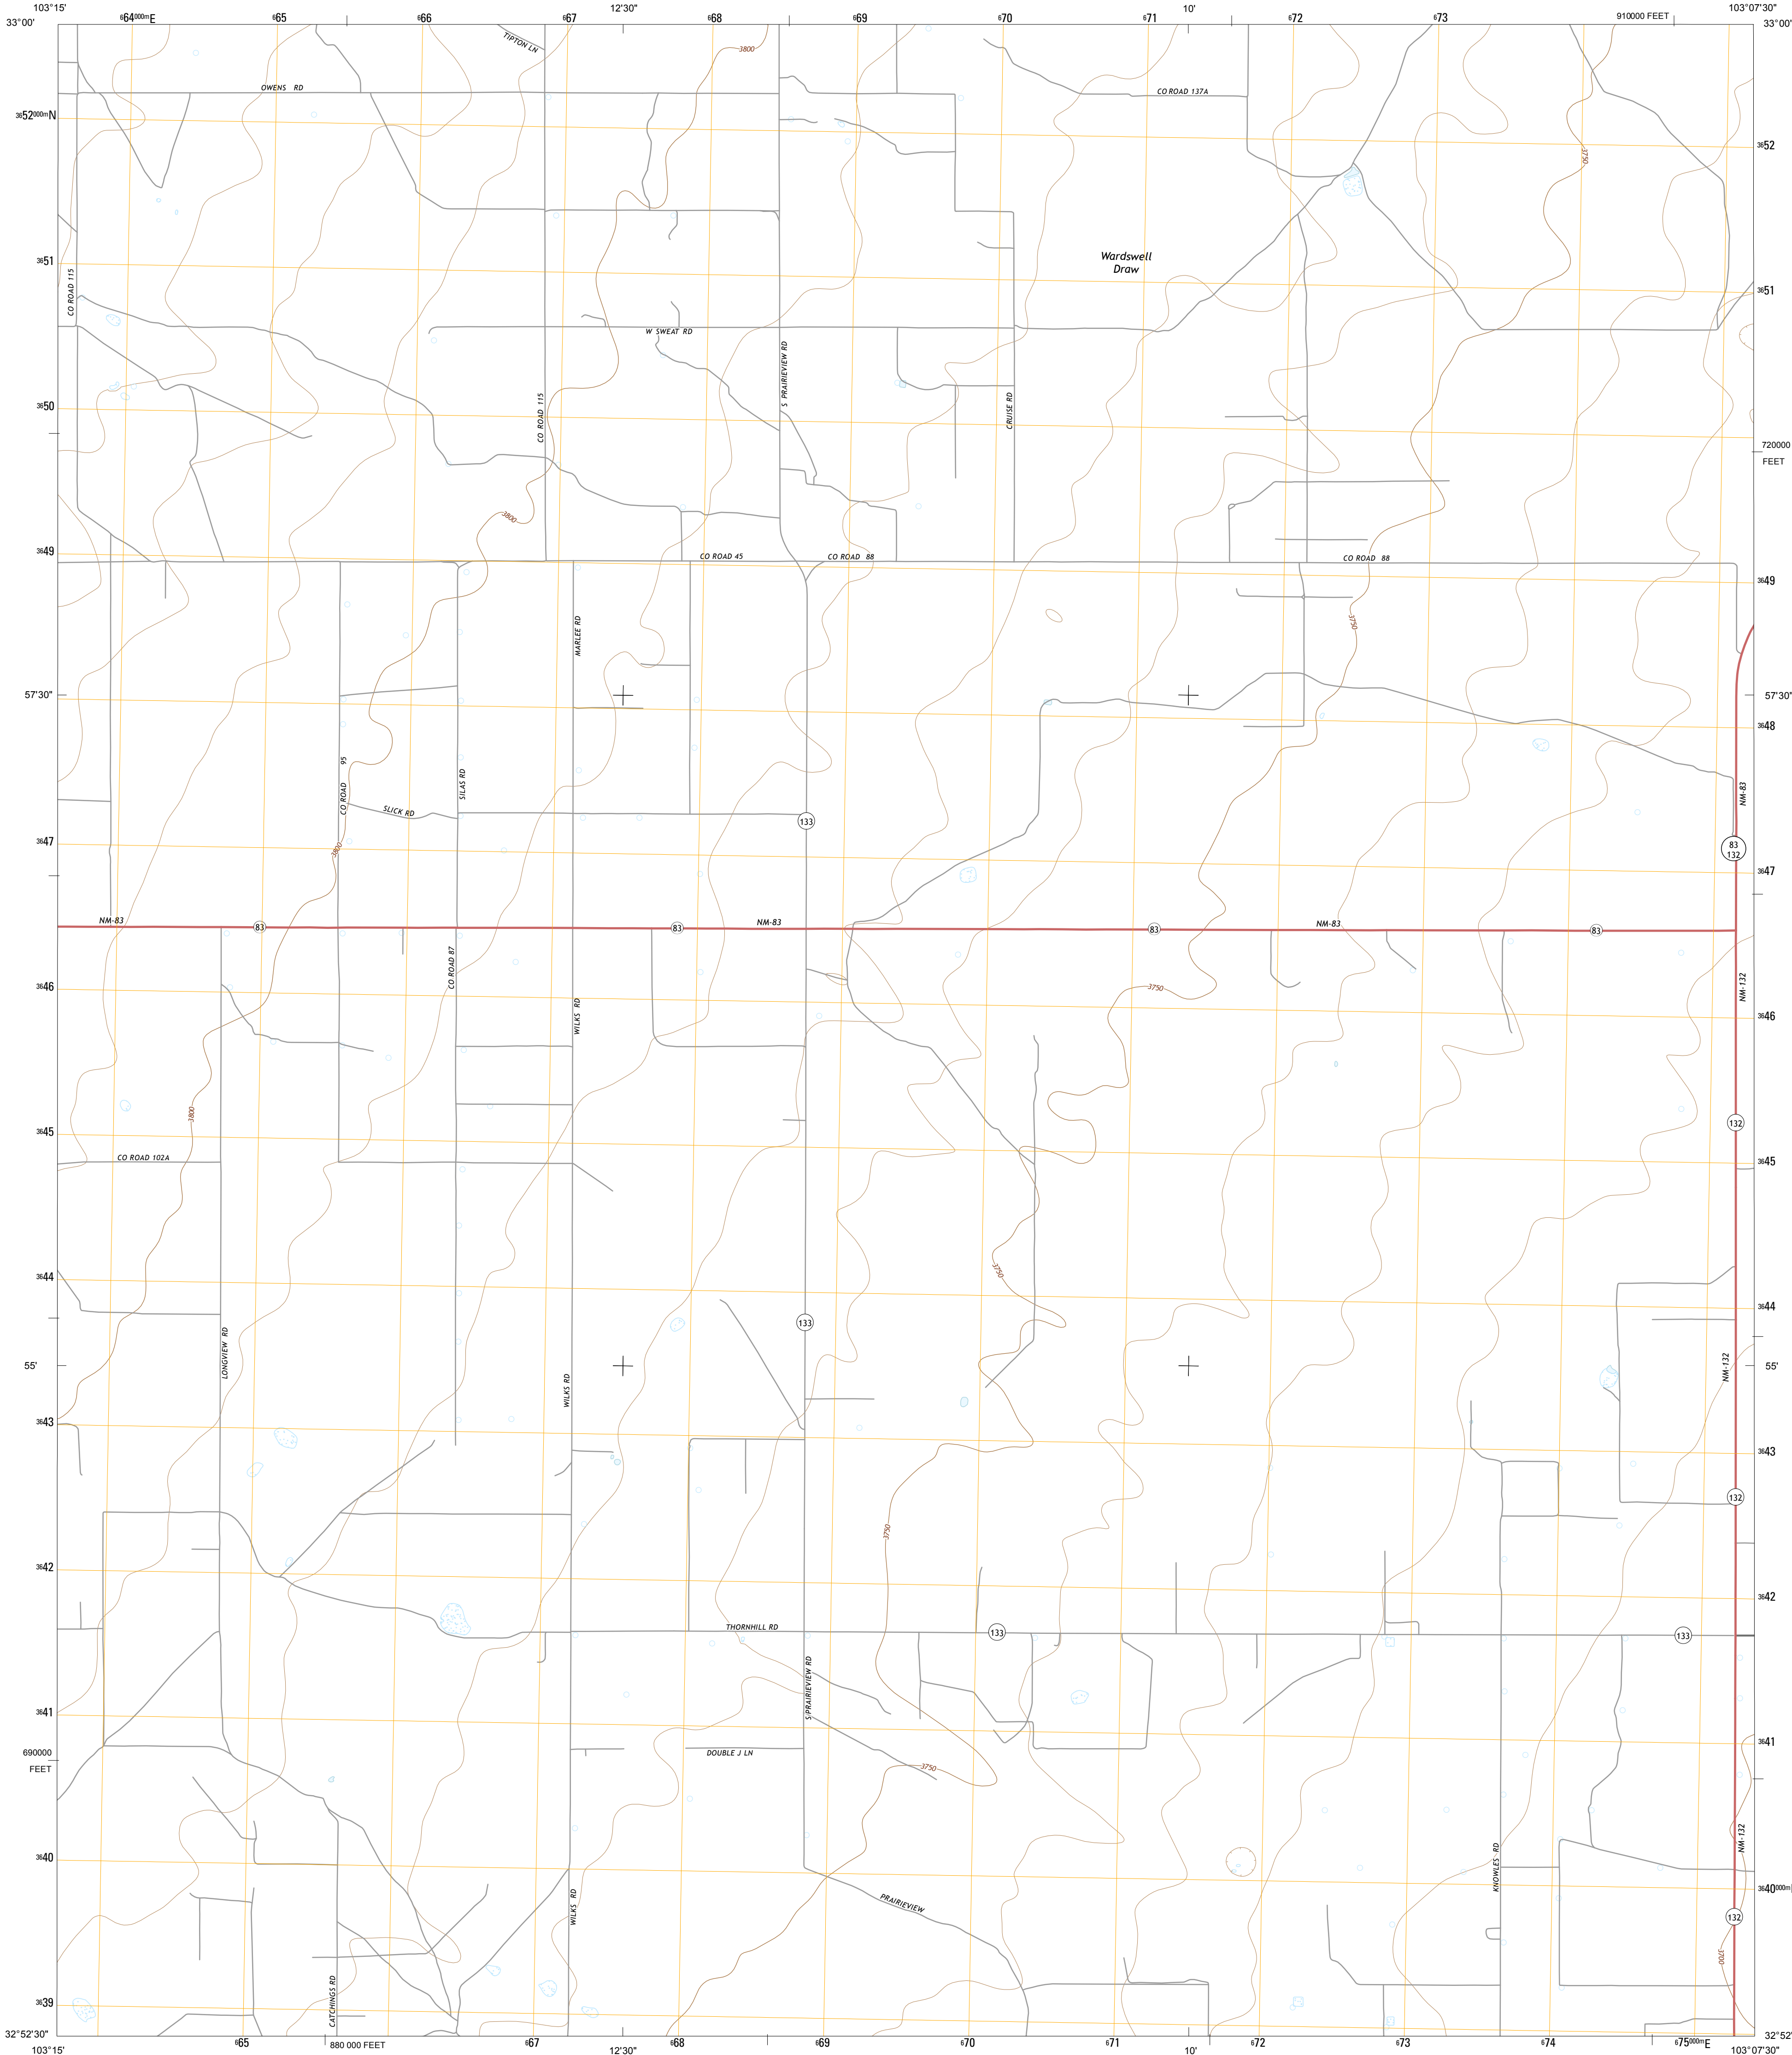 103°15' 12'30" 10' 103°07'30"
33°00' ⁶64⁰⁰⁰ᵐE ⁶65 ⁶66 ⁶67 ⁶68 ⁶69 ⁶70 ⁶71 ⁶72 ⁶73 910000 FEET 33°00'
TIPTON LN
3800
OWENS RD
CO ROAD 137A
³⁶52⁰⁰⁰ᵐN
³⁶52
3750
Wardswell
Draw
³⁶51
CO ROAD 115
³⁶51
W SWEAT RD
S PRAIRIEVIEW RD
³⁶50
CO ROAD 115
CRUISE RD
720000
FEET
3800
³⁶49
CO ROAD 45
CO ROAD 88
CO ROAD 88
³⁶49
MARLEE RD
3750
57'30"
57'30"
³⁶48
CO ROAD 95
SILAS RD
NM-83
SLICK RD
133
³⁶47
3800
83
132
³⁶47
NM-83
83
83
NM-83
83
NM-83
83
CO ROAD 87
³⁶46
3750
NM-132
WILKS RD
³⁶46
3800
132
³⁶45
CO ROAD 102A
³⁶45
³⁶44
3750
³⁶44
133
LONGVIEW RD
55'
NM-132
55'
WILKS RD
³⁶43
³⁶43
132
3750
³⁶42
³⁶42
THORNHILL RD
133
133
S PRAIRIEVIEW RD
³⁶41
³⁶41
690000
FEET
DOUBLE J LN
3750
NM-132
³⁶40
KNOWLES RD
³⁶40⁰⁰⁰ᵐ
PRAIRIEVIEW
WILKS RD
132
3700
CATCHINGS RD
³⁶39
32°52'30"
32°52'
⁶65 880 000 FEET ⁶67 ⁶68 ⁶69 ⁶70 ⁶71 ⁶72 ⁶73 ⁶74 ⁶75⁰⁰⁰ᵐE
103°15' 12'30" 10' 103°07'30"